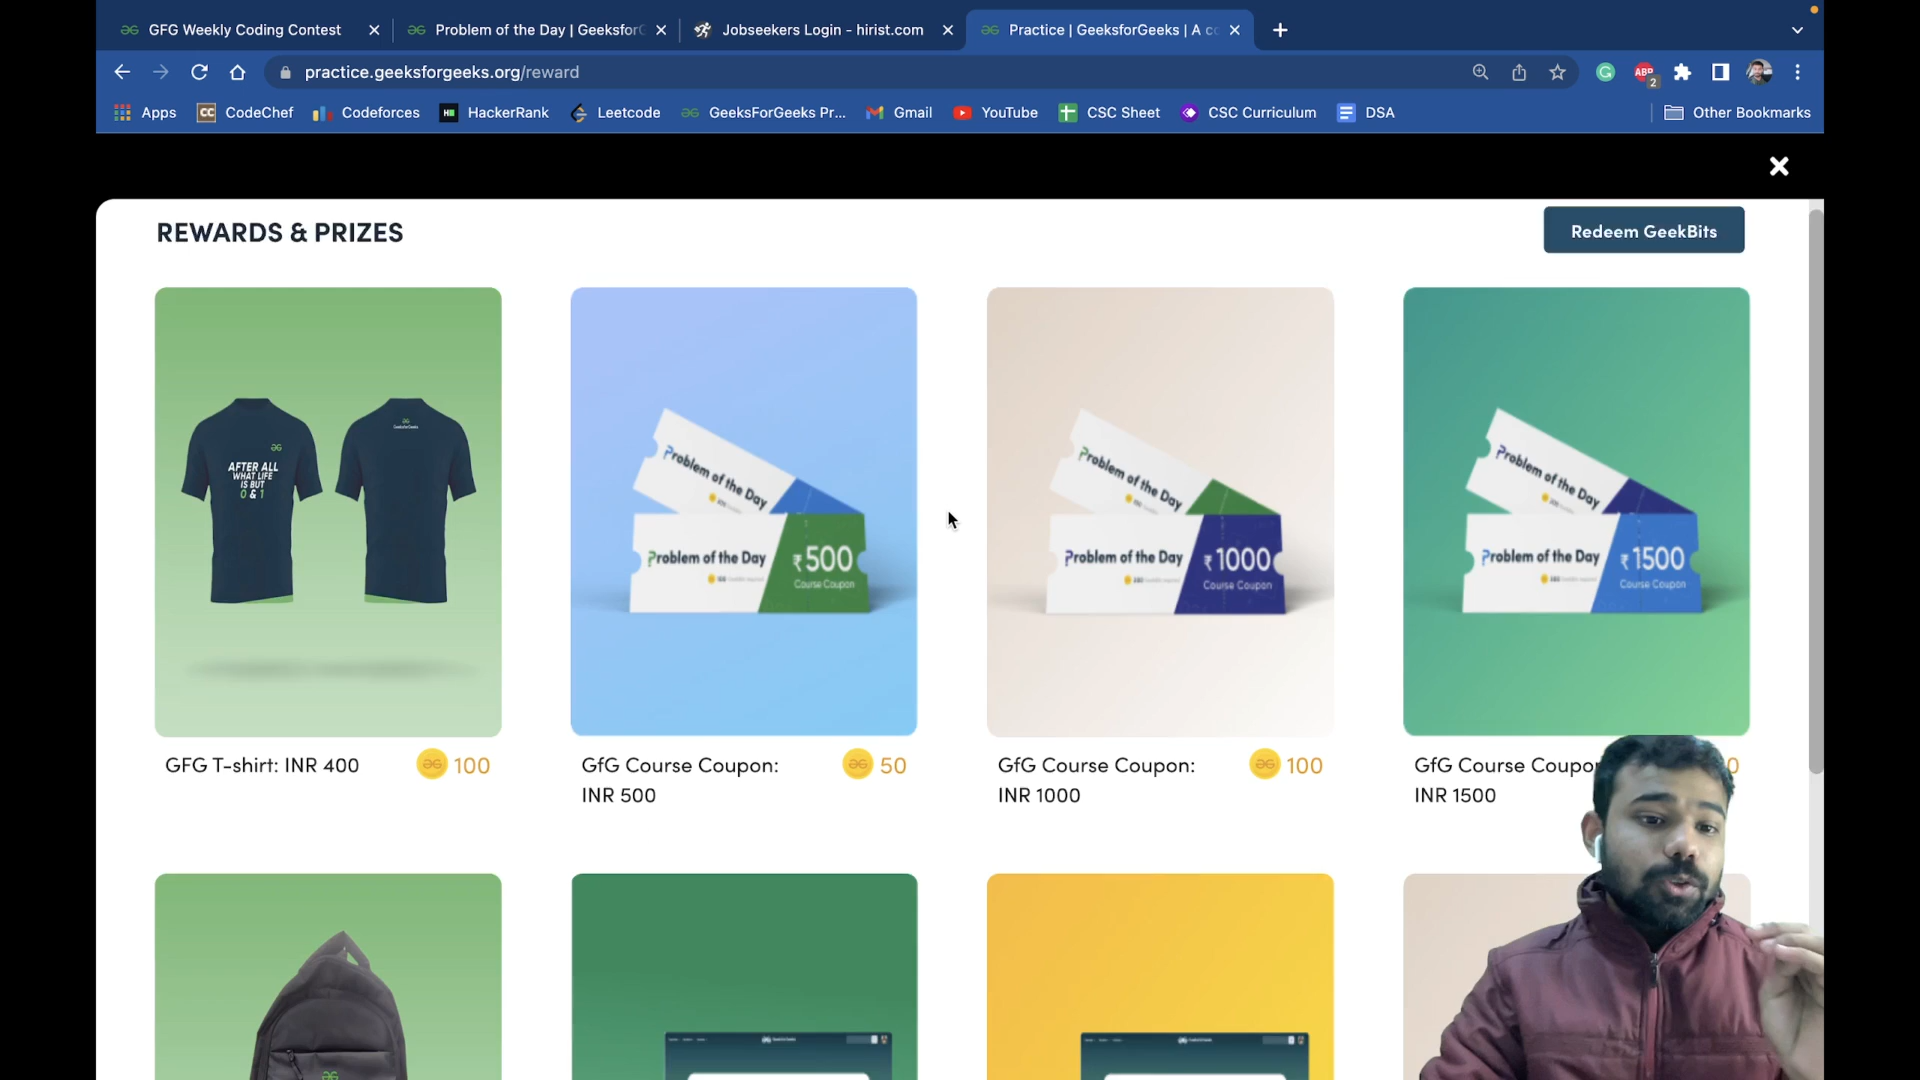 GFG Weekly Coding Contest
Problem of the Day | Geeksfor
Jobseekers Login - hirist.com
Practice | GeeksforGeeks | A co
practice.geeksforgeeks.org/reward
ABP
2
Apps
CC
CodeChef
Codeforces
HackerRank
Leetcode
GeeksForGeeks Pr...
Gmail
YouTube
CSC Sheet
CSC Curriculum
DSA
Other Bookmarks
REWARDS & PRIZES
Redeem GeekBits
AFTER ALL
WHAT LIFE
IS BUT
0 & 1
Problem of the Day
Problem of the Day
₹500
Course Coupon
Problem of the Day
Problem of the Day
₹1000
Course Coupon
Problem of the Day
Problem of the Day
₹1500
Course Coupon
GFG T-shirt: INR 400
100
GfG Course Coupon:
INR 500
50
GfG Course Coupon:
INR 1000
100
GfG Course Coupo
INR 1500
0